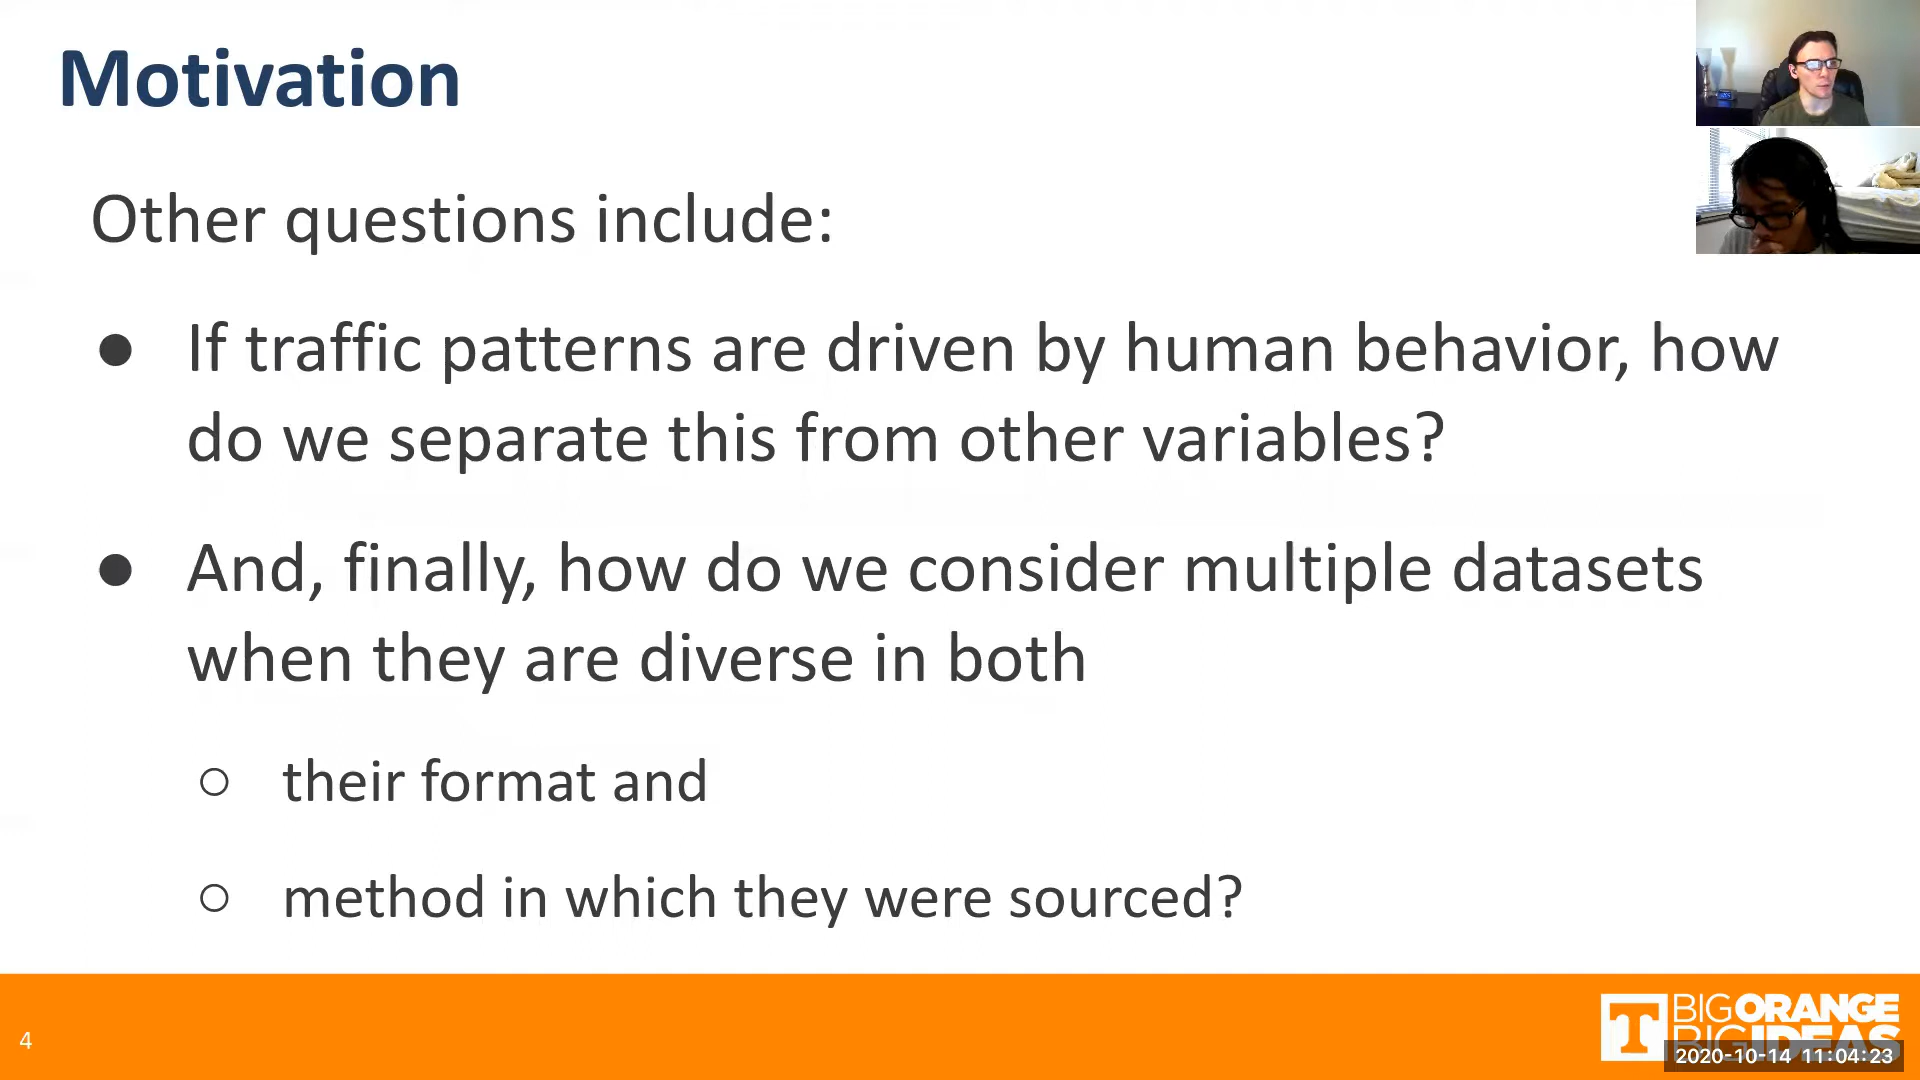 Motivation
Other questions include:
● If traffic patterns are driven by human behavior, how
do we separate this from other variables?
● And, finally, how do we consider multiple datasets
when they are diverse in both
○ their format and
○ method in which they were sourced?
4
T
BIG ORANGE
BIG IDEAS
2020-10-14 11:04:23